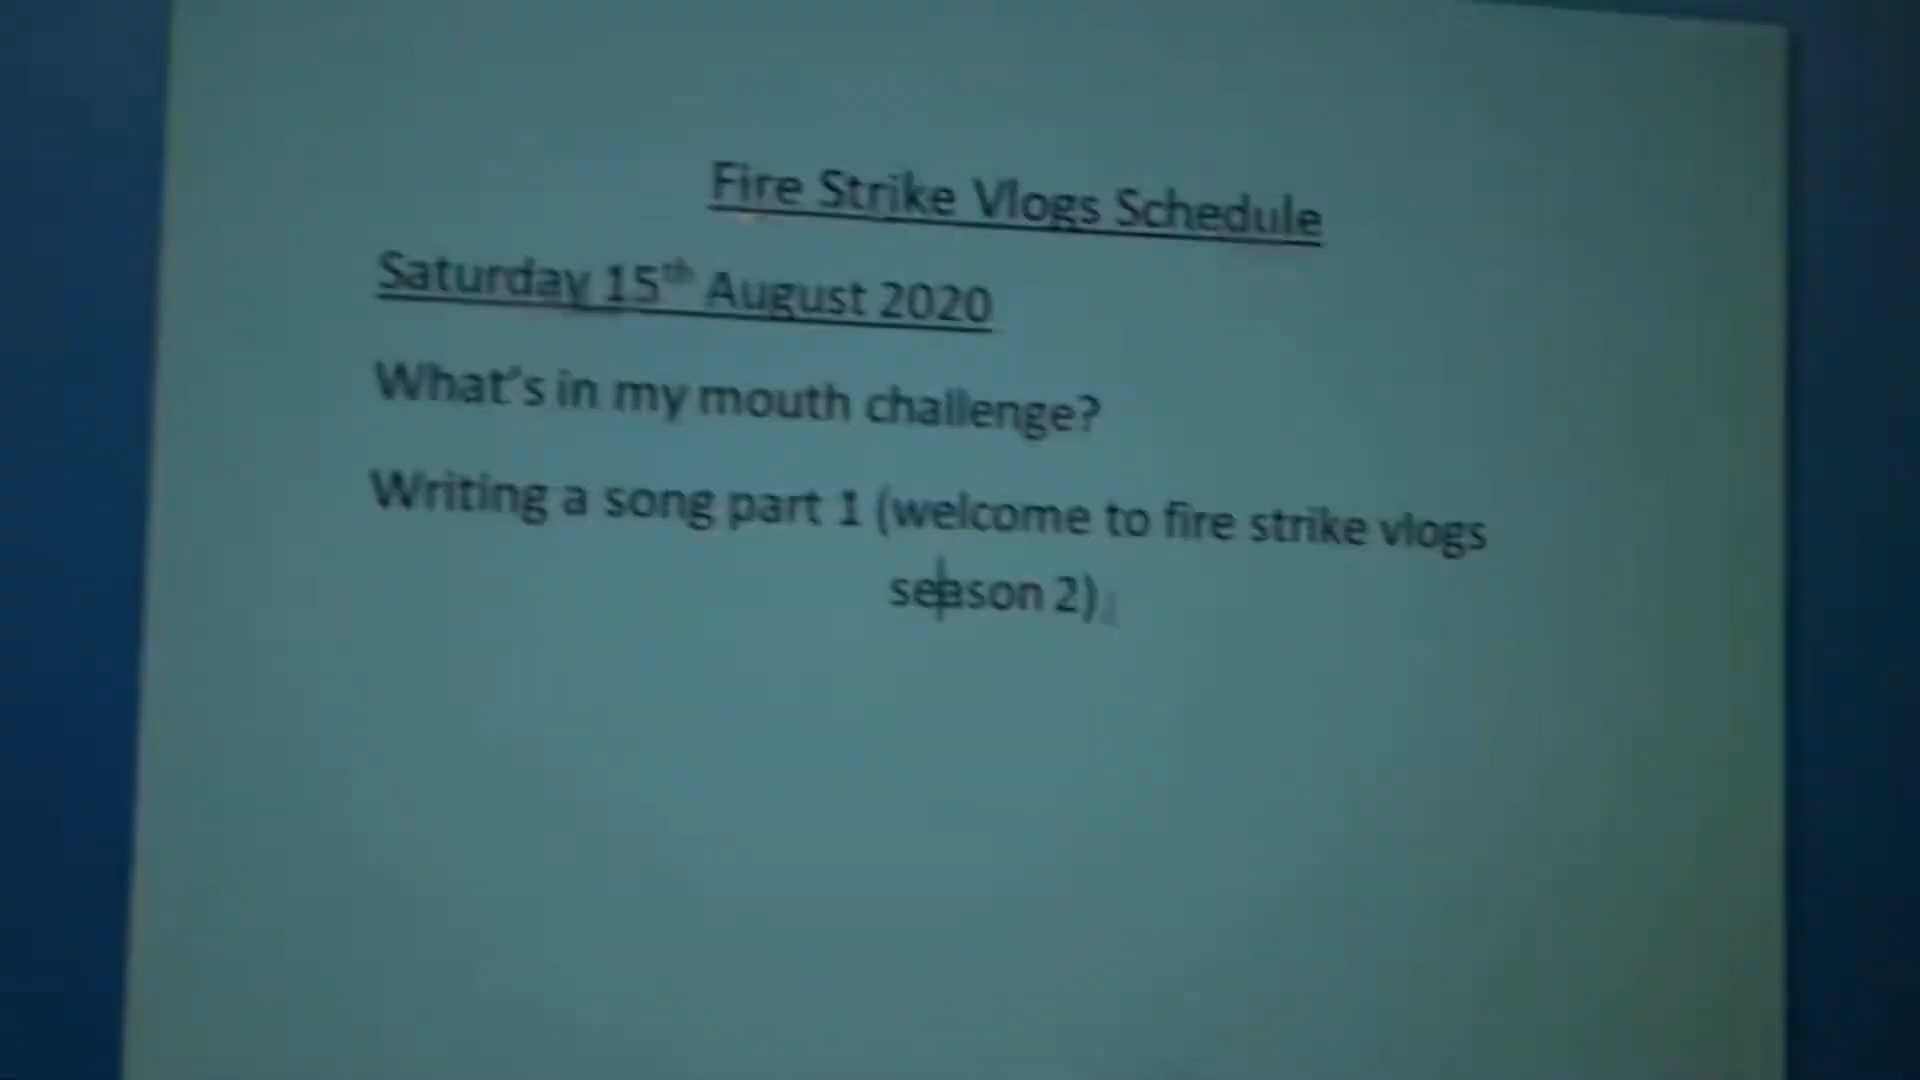 Fire Strike Vlogs Schedule
Saturday 15th August 2020
What's in my mouth challenge?
Writing a song part 1 (welcome to fire strike vlogs
season 2)